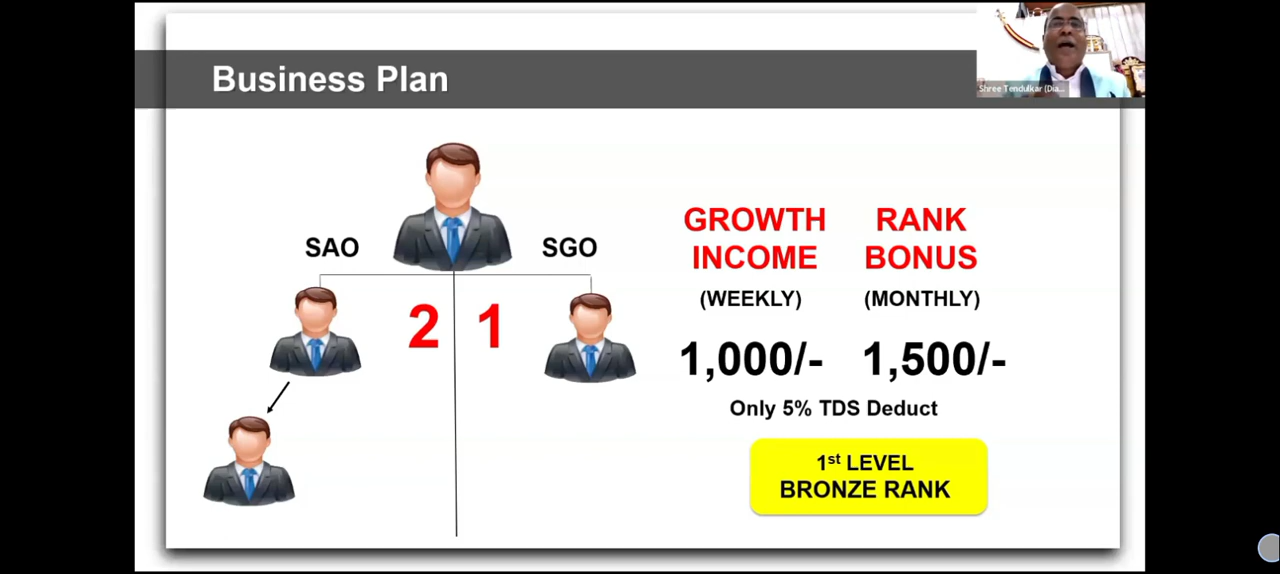 Business Plan
Shree Tendulkar (Dia...
SAO
SGO
2 1
GROWTH INCOME
(WEEKLY)
1,000/-
RANK BONUS
(MONTHLY)
1,500/-
Only 5% TDS Deduct
1st LEVEL
BRONZE RANK